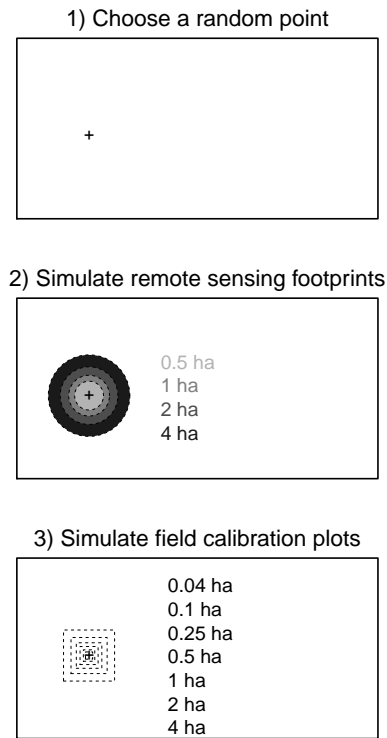 1) Choose a random point
2) Simulate remote sensing footprints
0.5 ha
1 ha
2 ha
4 ha
3) Simulate field calibration plots
0.04 ha
0.1 ha
0.25 ha
0.5 ha
1 ha
2 ha
4 ha